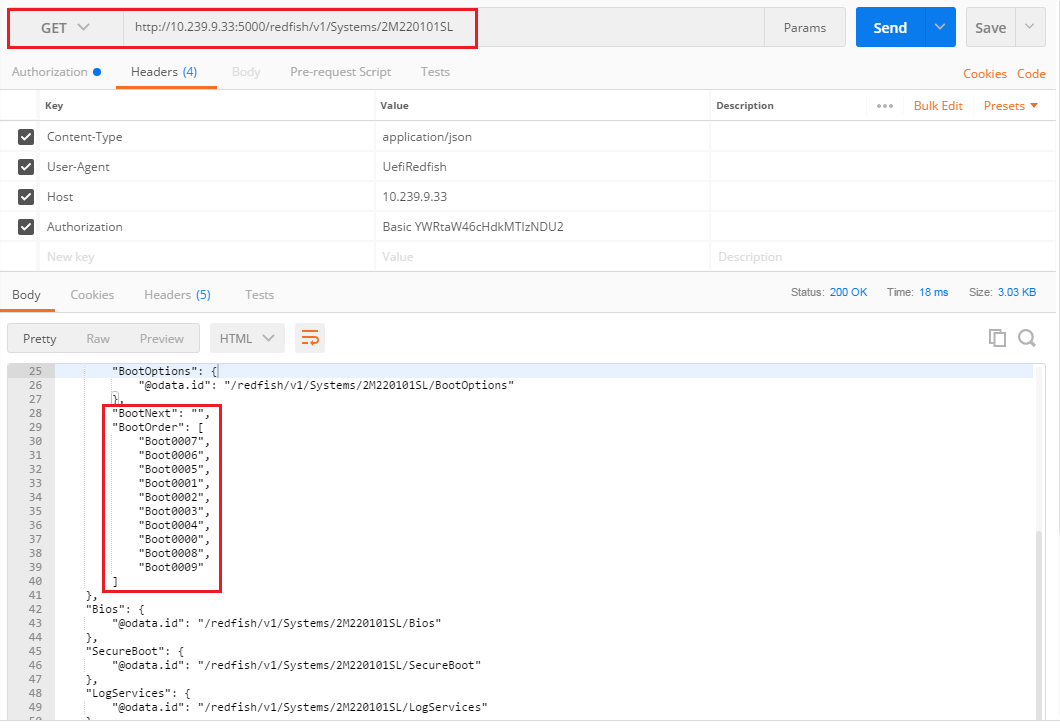 GET http://10.239.9.33:5000/redfish/v1/Systems/2M220101SL Params Send Save
Authorization Headers (4) Body Pre-request Script Tests Cookies Code
Key Value Description Bulk Edit Presets
Content-Type application/json
User-Agent UefiRedfish
Host 10.239.9.33
Authorization Basic YWRtaW46cHdkMTIzNDU2
New key Value Description
Body Cookies Headers (5) Tests Status: 200 OK Time: 18 ms Size: 3.03 KB
Pretty Raw Preview HTML
25 "BootOptions": {
26 "@odata.id": "/redfish/v1/Systems/2M220101SL/BootOptions"
27 },
28 "BootNext": "",
29 "BootOrder": [
30 "Boot0007",
31 "Boot0006",
32 "Boot0005",
33 "Boot0001",
34 "Boot0002",
35 "Boot0003",
36 "Boot0004",
37 "Boot0000",
38 "Boot0008",
39 "Boot0009"
40 ]
41 },
42 "Bios": {
43 "@odata.id": "/redfish/v1/Systems/2M220101SL/Bios"
44 },
45 "SecureBoot": {
46 "@odata.id": "/redfish/v1/Systems/2M220101SL/SecureBoot"
47 },
48 "LogServices": {
49 "@odata.id": "/redfish/v1/Systems/2M220101SL/LogServices"